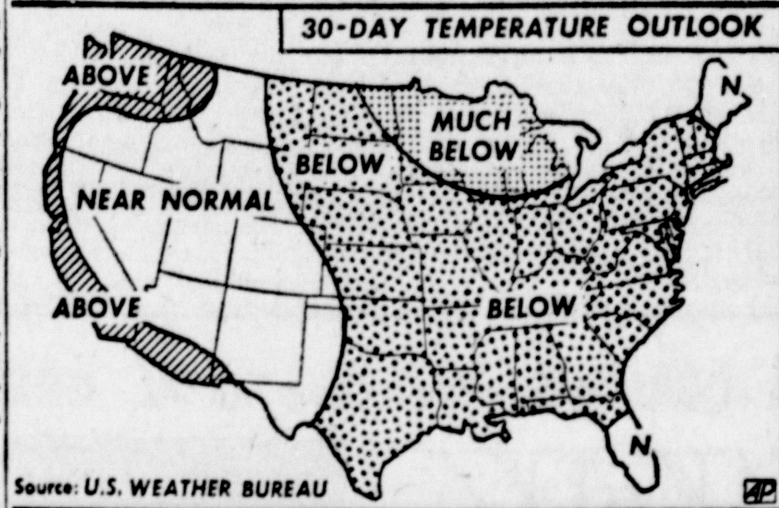 30-DAY TEMPERATURE OUTLOOK
ABOVE
N
MUCH
BELOW
BELOW
NEAR NORMAL
ABOVE
BELOW
N
Source: U.S. WEATHER BUREAU
AP